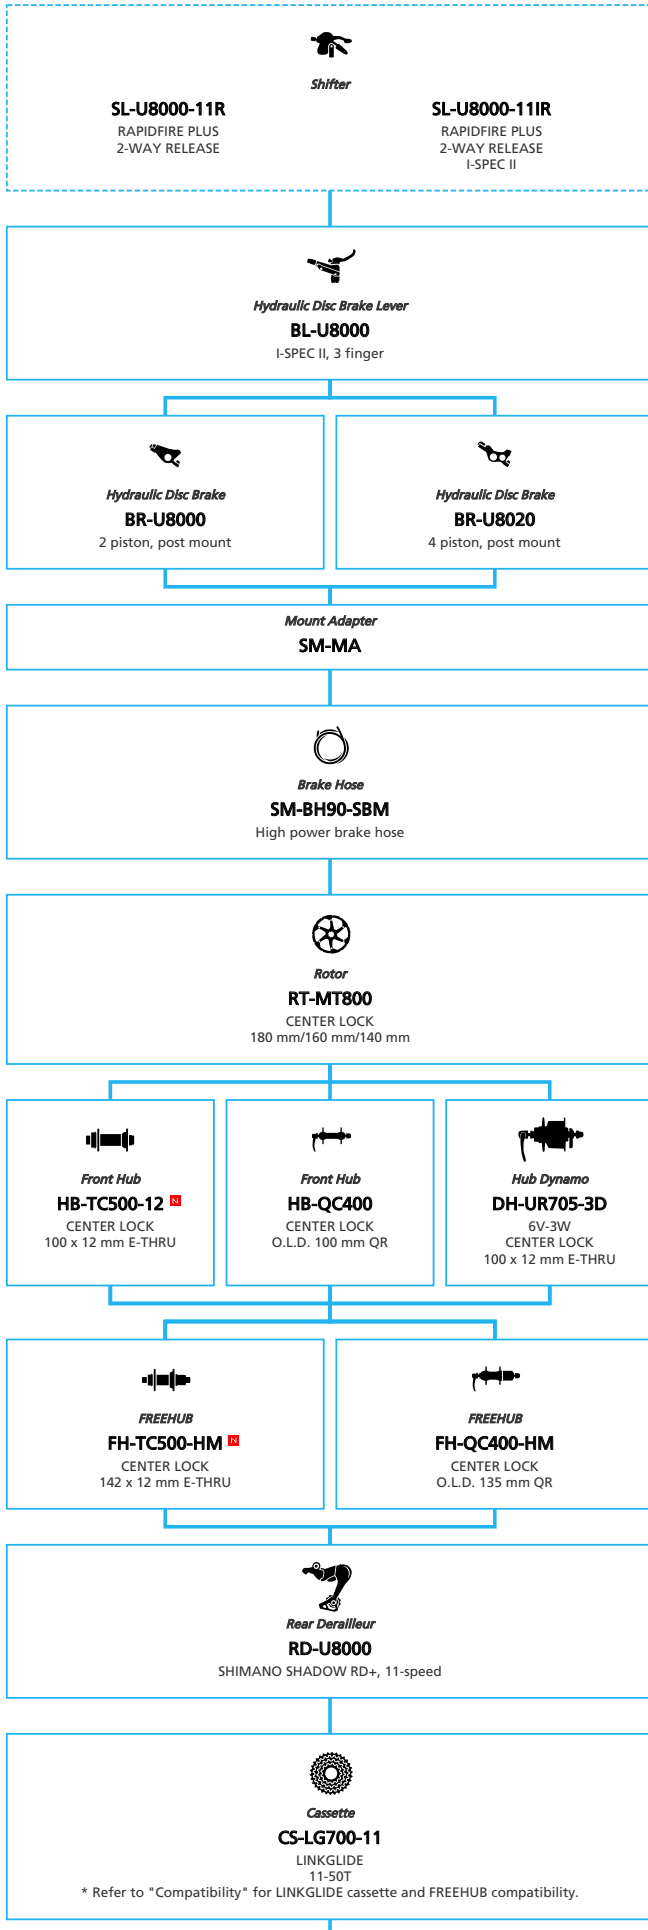 Shifter
SL-U8000-11R
RAPIDFIRE PLUS
2-WAY RELEASE
SL-U8000-11IR
RAPIDFIRE PLUS
2-WAY RELEASE
I-SPEC II
Hydraulic Disc Brake Lever
BL-U8000
I-SPEC II, 3 finger
Hydraulic Disc Brake
BR-U8000
2 piston, post mount
Hydraulic Disc Brake
BR-U8020
4 piston, post mount
Mount Adapter
SM-MA
Brake Hose
SM-BH90-SBM
High power brake hose
Rotor
RT-MT800
CENTER LOCK
180 mm/160 mm/140 mm
Front Hub
HB-TC500-12 N
CENTER LOCK
100 x 12 mm E-THRU
Front Hub
HB-QC400
CENTER LOCK
O.L.D. 100 mm QR
Hub Dynamo
DH-UR705-3D
6V-3W
CENTER LOCK
100 x 12 mm E-THRU
FREEHUB
FH-TC500-HM N
CENTER LOCK
142 x 12 mm E-THRU
FREEHUB
FH-QC400-HM
CENTER LOCK
O.L.D. 135 mm QR
Rear Derailleur
RD-U8000
SHIMANO SHADOW RD+, 11-speed
Cassette
CS-LG700-11
LINKGLIDE
11-50T
* Refer to "Compatibility" for LINKGLIDE cassette and FREEHUB compatibility.